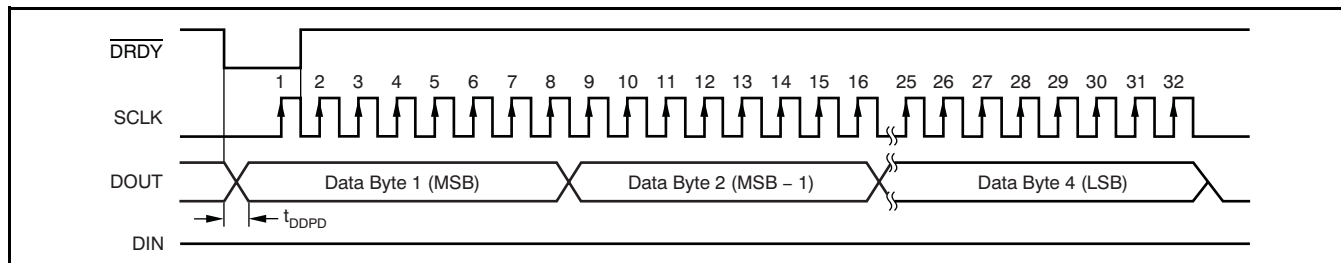 DRDY
1 2 3 4 5 6 7 8 9 10 11 12 13 14 15 16 25 26 27 28 29 30 31 32
SCLK
DOUT Data Byte 1 (MSB) Data Byte 2 (MSB − 1) Data Byte 4 (LSB)
tDDPD
DIN